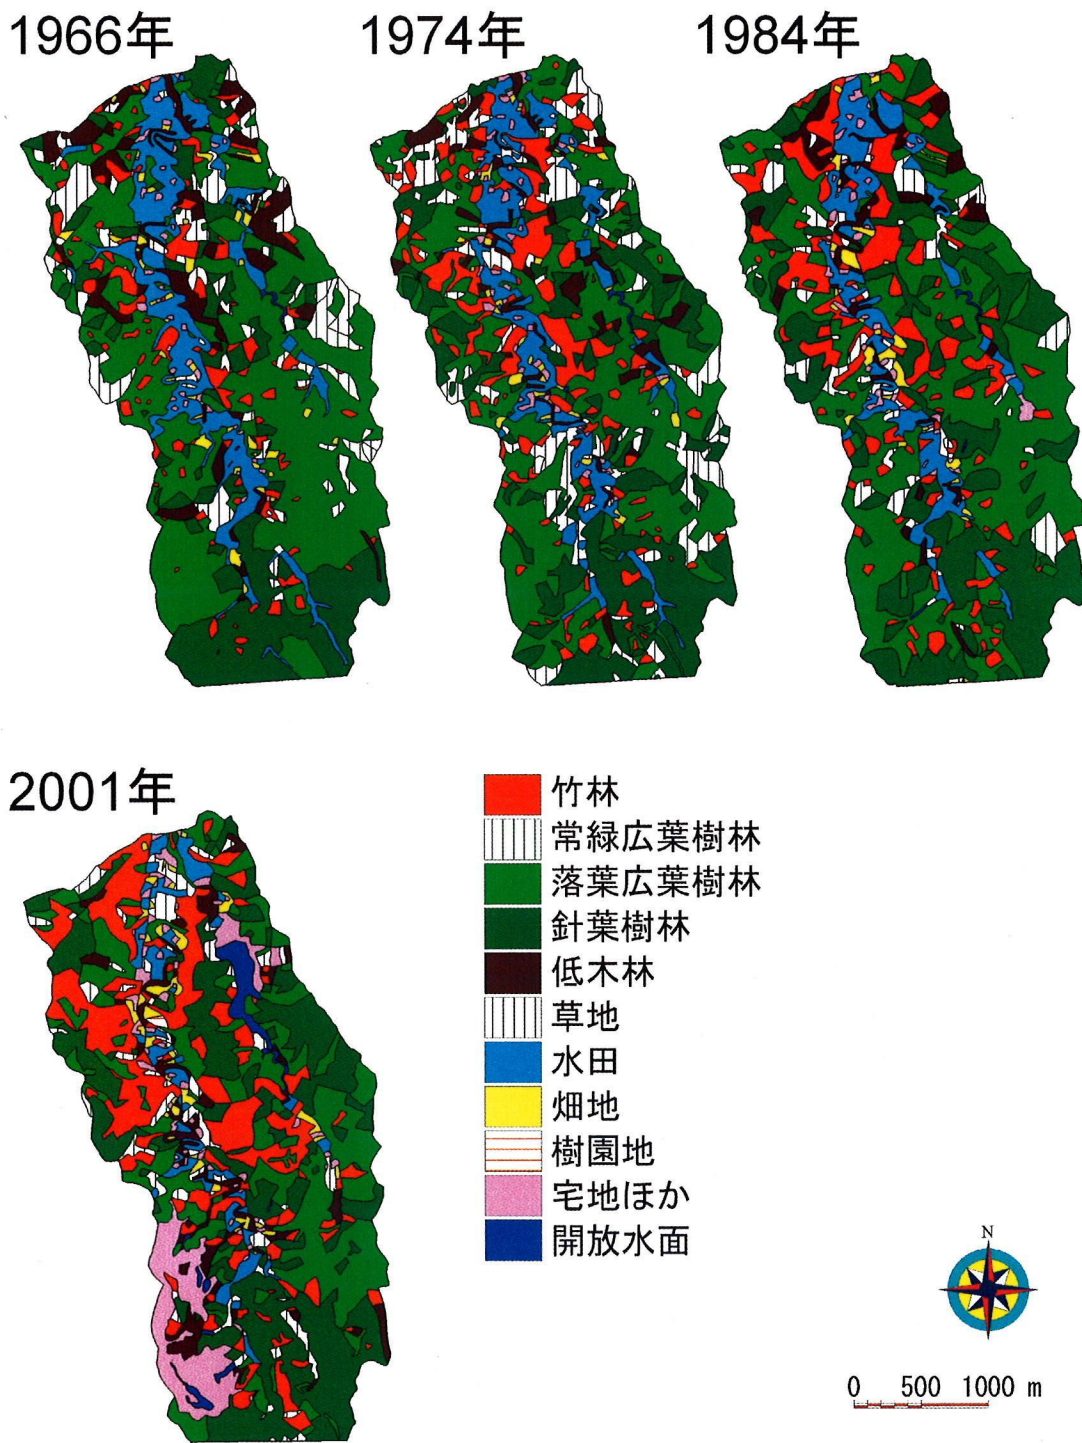 1966年
1974年
1984年
2001年
竹林
常緑広葉樹林
落葉広葉樹林
針葉樹林
低木林
草地
水田
畑地
樹園地
宅地ほか
開放水面
N
0 500 1000 m